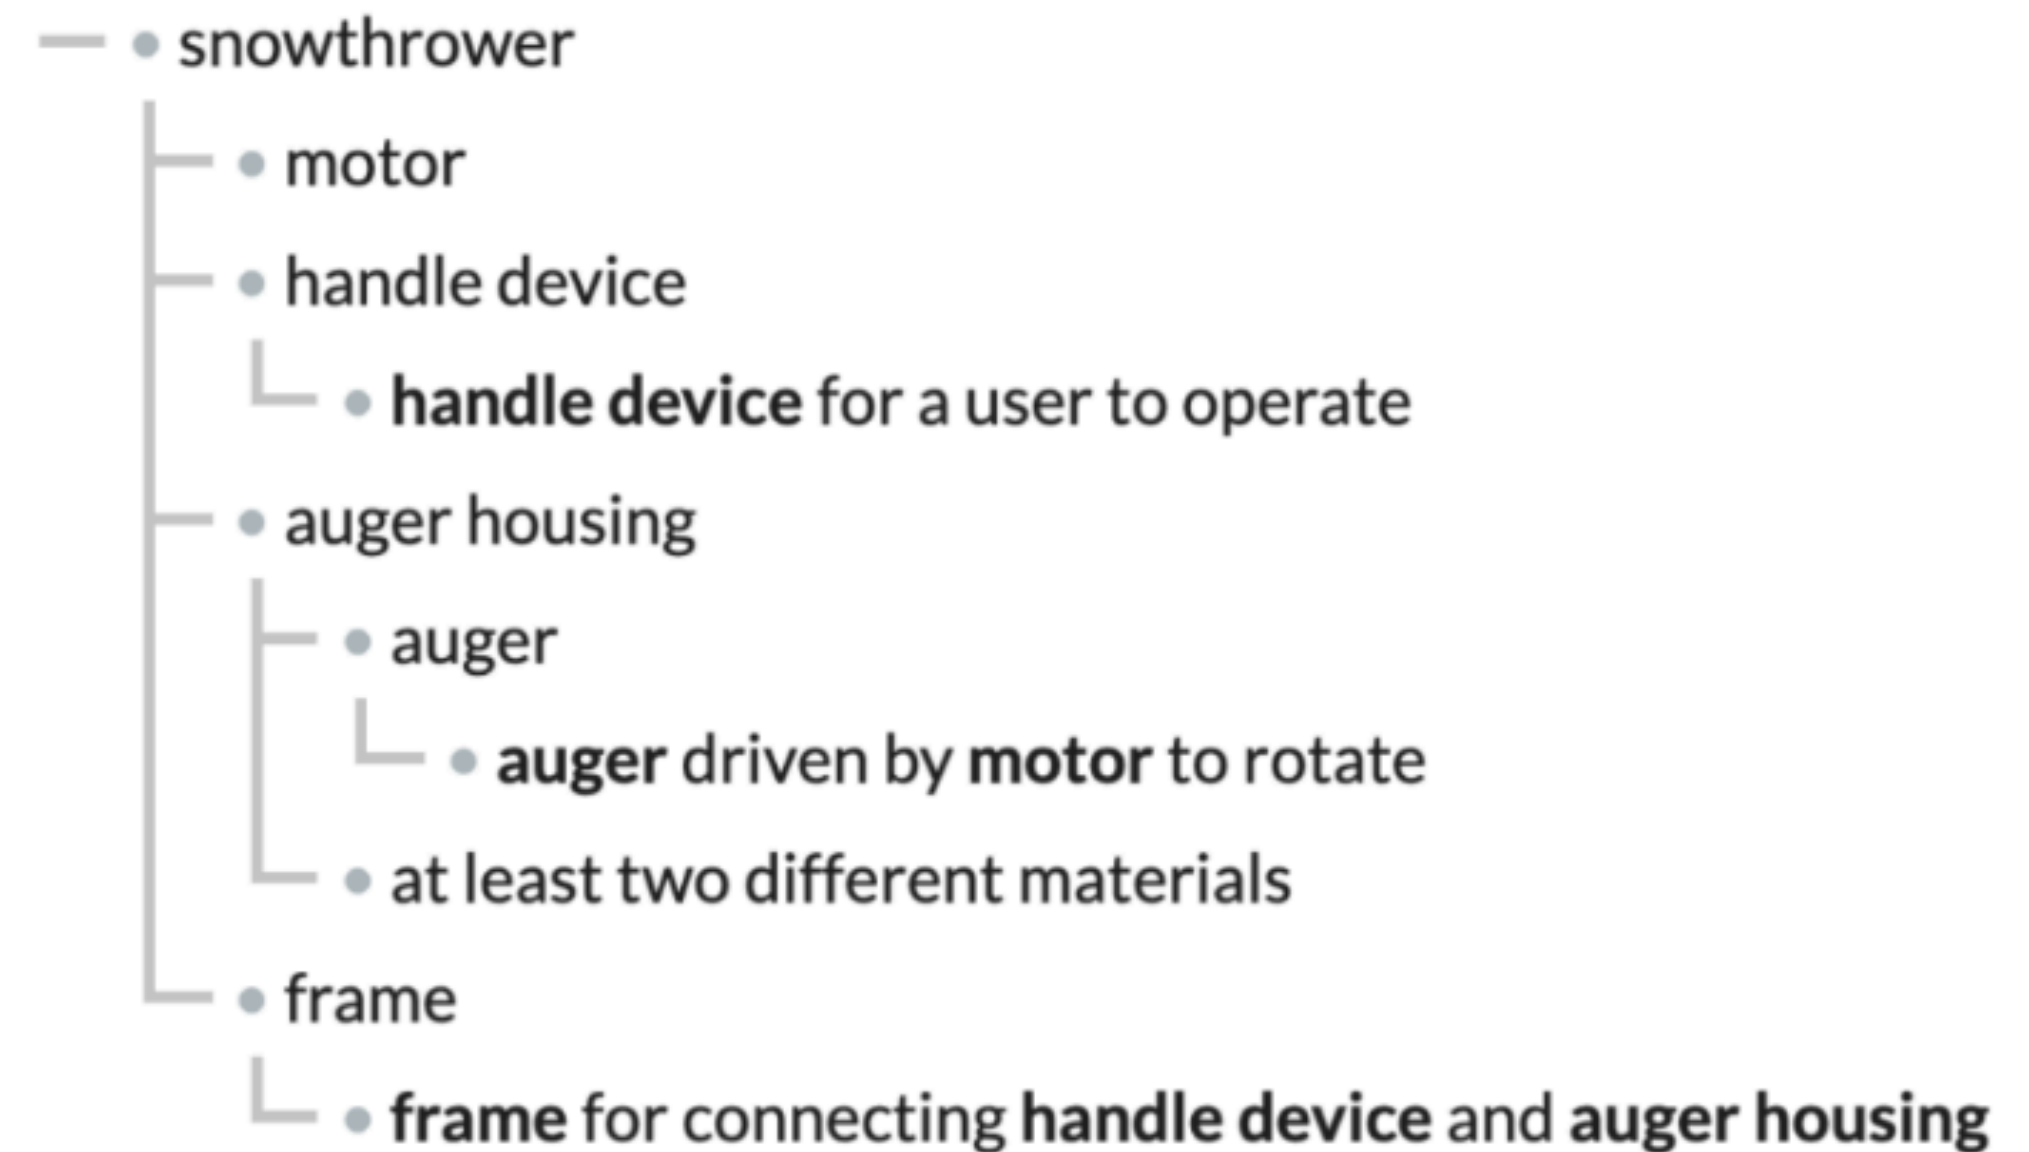 snowthrower
motor
handle device
handle device for a user to operate
auger housing
auger
auger driven by motor to rotate
at least two different materials
frame
frame for connecting handle device and auger housing